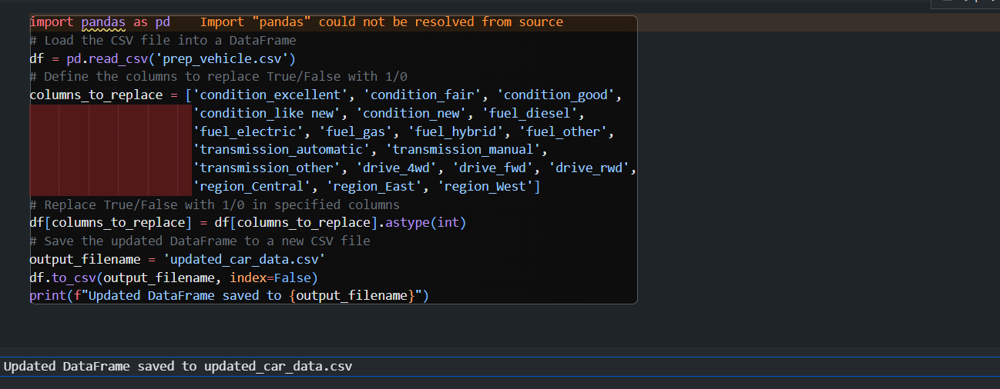 import pandas as pd    Import "pandas" could not be resolved from source
# Load the CSV file into a DataFrame
df = pd.read_csv('prep_vehicle.csv')
# Define the columns to replace True/False with 1/0
columns_to_replace = ['condition_excellent', 'condition_fair', 'condition_good',
                      'condition_like new', 'condition_new', 'fuel_diesel',
                      'fuel_electric', 'fuel_gas', 'fuel_hybrid', 'fuel_other',
                      'transmission_automatic', 'transmission_manual',
                      'transmission_other', 'drive_4wd', 'drive_fwd', 'drive_rwd',
                      'region_Central', 'region_East', 'region_West']
# Replace True/False with 1/0 in specified columns
df[columns_to_replace] = df[columns_to_replace].astype(int)
# Save the updated DataFrame to a new CSV file
output_filename = 'updated_car_data.csv'
df.to_csv(output_filename, index=False)
print(f"Updated DataFrame saved to {output_filename}")
Updated DataFrame saved to updated_car_data.csv